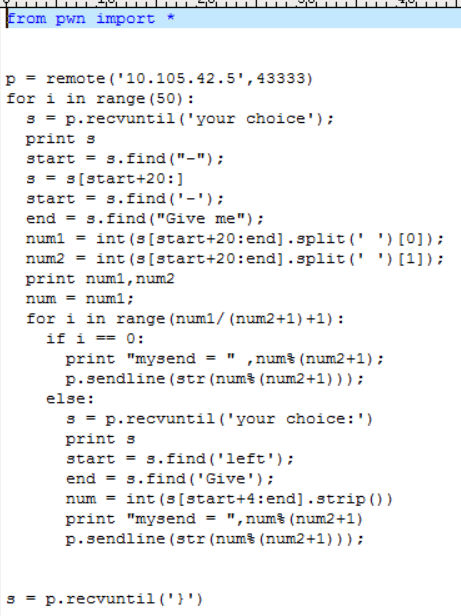 from pwn import *
p = remote('10.105.42.5',43333)
for i in range(50):
  s = p.recvuntil('your choice');
  print s
  start = s.find("-");
  s = s[start+20:]
  start = s.find('-');
  end = s.find("Give me");
  num1 = int(s[start+20:end].split(' ')[0]);
  num2 = int(s[start+20:end].split(' ')[1]);
  print num1,num2
  num = num1;
  for i in range(num1/(num2+1)+1):
    if i == 0:
      print "mysend = " ,num%(num2+1);
      p.sendline(str(num%(num2+1)));
    else:
      s = p.recvuntil('your choice:')
      print s
      start = s.find('left');
      end = s.find('Give');
      num = int(s[start+4:end].strip())
      print "mysend = ",num%(num2+1)
      p.sendline(str(num%(num2+1)));
s = p.recvuntil('}')